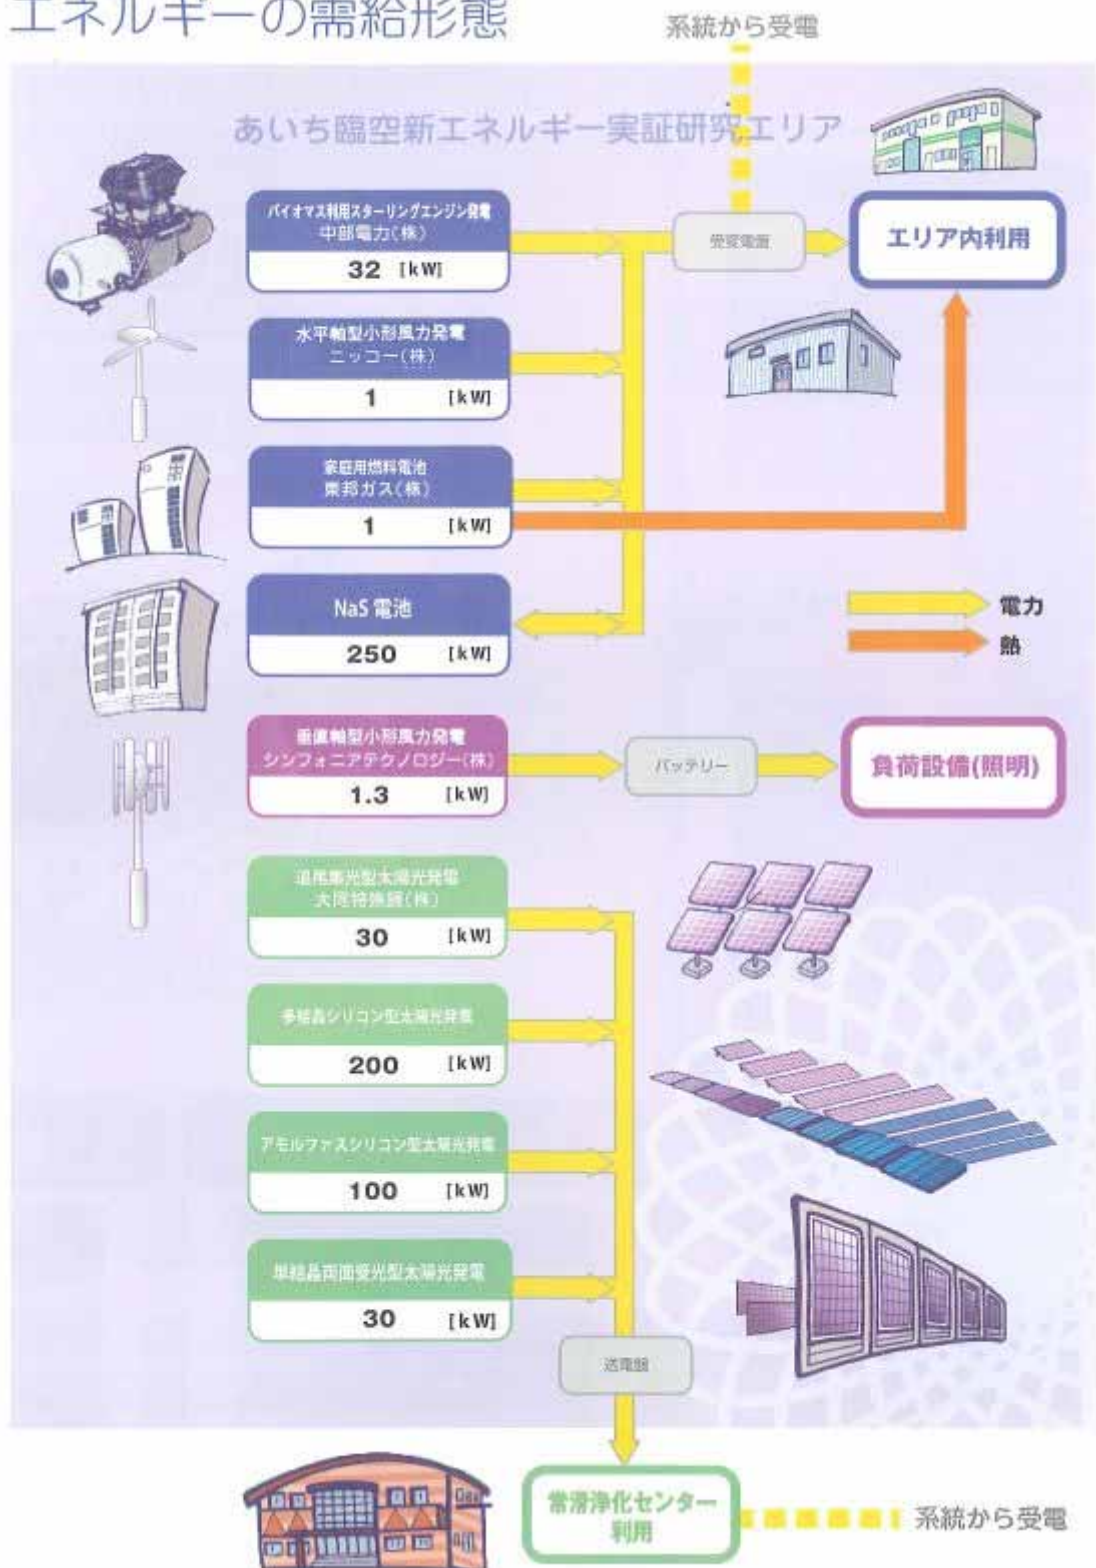 エネルギーの需給形態
系統から受電
あいち臨空新エネルギー実証研究エリア
バイオマス利用スターリングエンジン発電
中部電力(株)
32 [kW]
受変電盤
エリア内利用
水平軸型小形風力発電
ニッコー(株)
1 [kW]
家庭用燃料電池
東邦ガス(株)
1 [kW]
NaS 電池
250 [kW]
電力
熱
垂直軸型小形風力発電
シンフォニアテクノロジー(株)
1.3 [kW]
バッテリー
負荷設備(照明)
追尾集光型太陽光発電
大同特殊鋼(株)
30 [kW]
多結晶シリコン型太陽光発電
200 [kW]
アモルファスシリコン型太陽光発電
100 [kW]
単結晶両面受光型太陽光発電
30 [kW]
送電盤
常滑浄化センター
利用
系統から受電